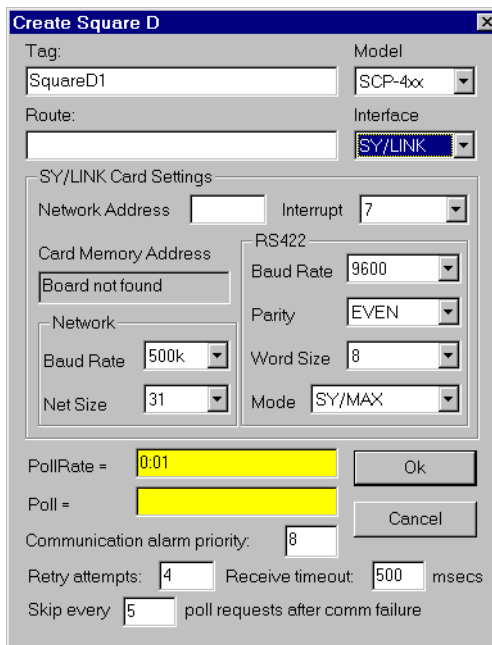 Create Square D
Tag:
Model
SquareD1
SCP-4xx
Route:
Interface
SY/LINK
SY/LINK Card Settings
Network Address
Interrupt
7
Card Memory Address
Board not found
RS422
Baud Rate
9600
Parity
EVEN
Word Size
8
Mode
SY/MAX
Network
Baud Rate
500k
Net Size
31
PollRate =
0:01
Ok
Poll =
Cancel
Communication alarm priority:
8
Retry attempts:
4
Receive timeout:
500
msecs
Skip every
5
poll requests after comm failure